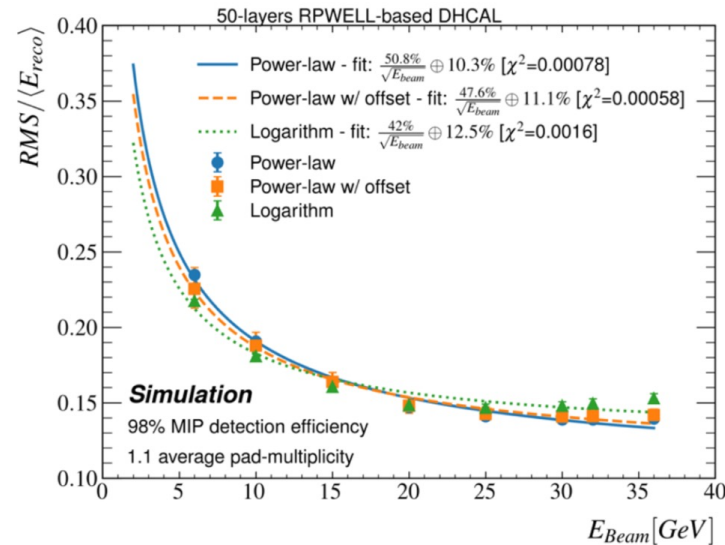 50-layers RPWELL-based DHCAL
RMS/⟨E_reco⟩
0.40
0.35
0.30
0.25
0.20
0.15
0.10
Power-law - fit: 50.8%/√E_beam ⊕ 10.3% [χ²=0.00078]
Power-law w/ offset - fit: 47.6%/√E_beam ⊕ 11.1% [χ²=0.00058]
Logarithm - fit: 42%/√E_beam ⊕ 12.5% [χ²=0.0016]
Power-law
Power-law w/ offset
Logarithm
Simulation
98% MIP detection efficiency
1.1 average pad-multiplicity
0 5 10 15 20 25 30 35 40
E_Beam[GeV]